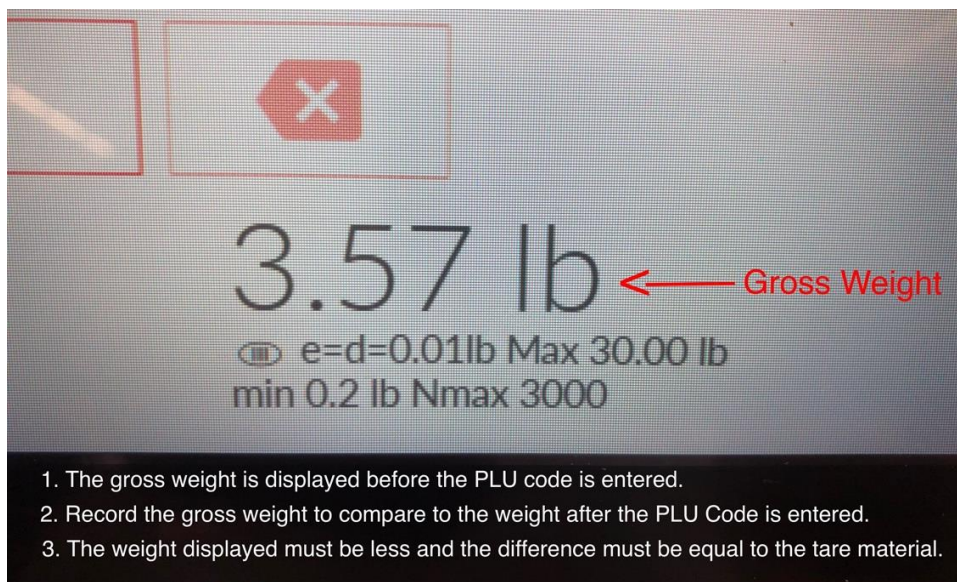 3.57 lb
Gross Weight
e=d=0.01lb Max 30.00 lb
min 0.2 lb Nmax 3000
1. The gross weight is displayed before the PLU code is entered.
2. Record the gross weight to compare to the weight after the PLU Code is entered.
3. The weight displayed must be less and the difference must be equal to the tare material.